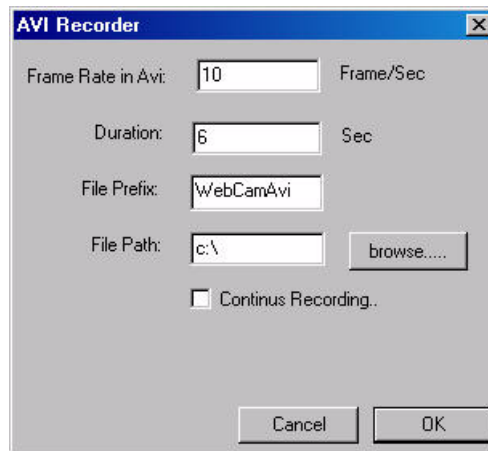 AVI Recorder
Frame Rate in Avi: 10 Frame/Sec
Duration: 6 Sec
File Prefix: WebCamAvi
File Path: c:\ browse.....
Continus Recording..
Cancel OK